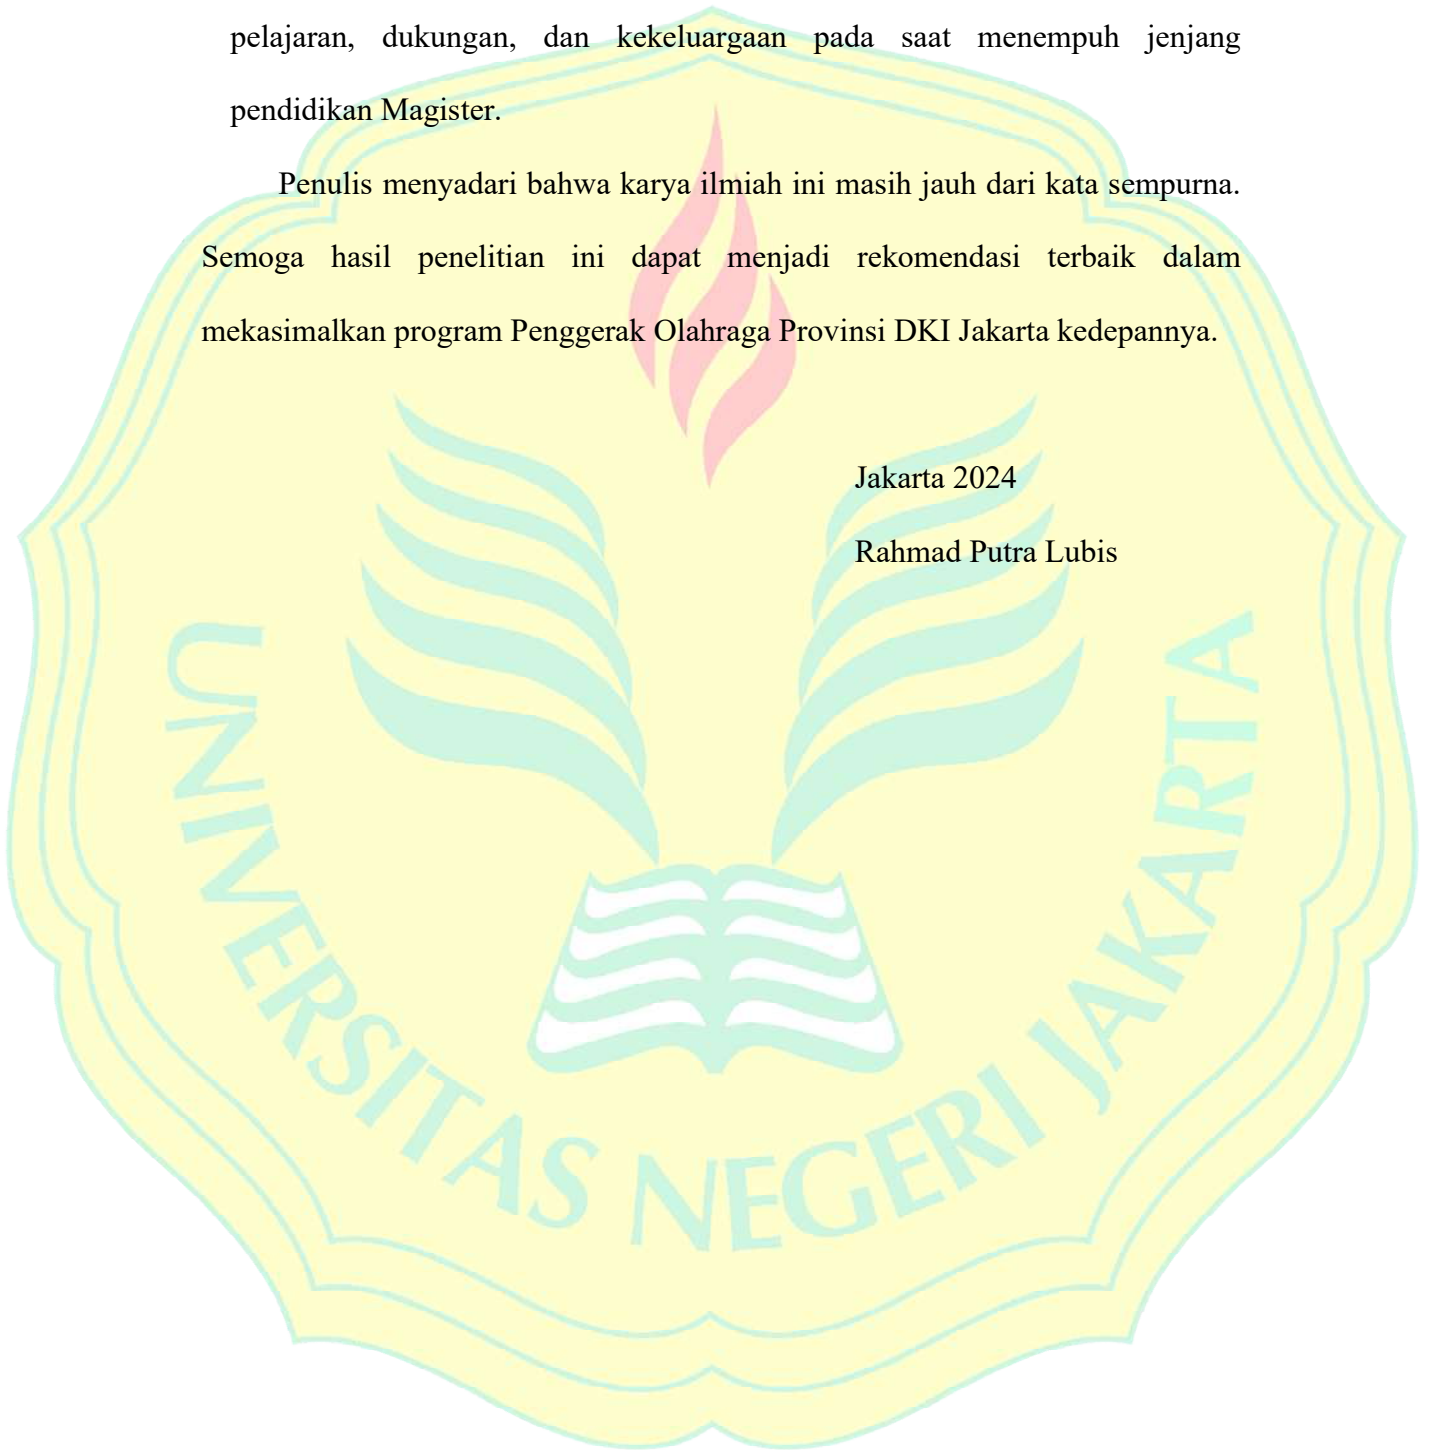 pelajaran, dukungan, dan kekeluargaan pada saat menempuh jenjang
pendidikan Magister.
Penulis menyadari bahwa karya ilmiah ini masih jauh dari kata sempurna.
Semoga hasil penelitian ini dapat menjadi rekomendasi terbaik dalam
mekasimalkan program Penggerak Olahraga Provinsi DKI Jakarta kedepannya.
Jakarta 2024
Rahmad Putra Lubis
UNIVERSITAS NEGERI JAKARTA